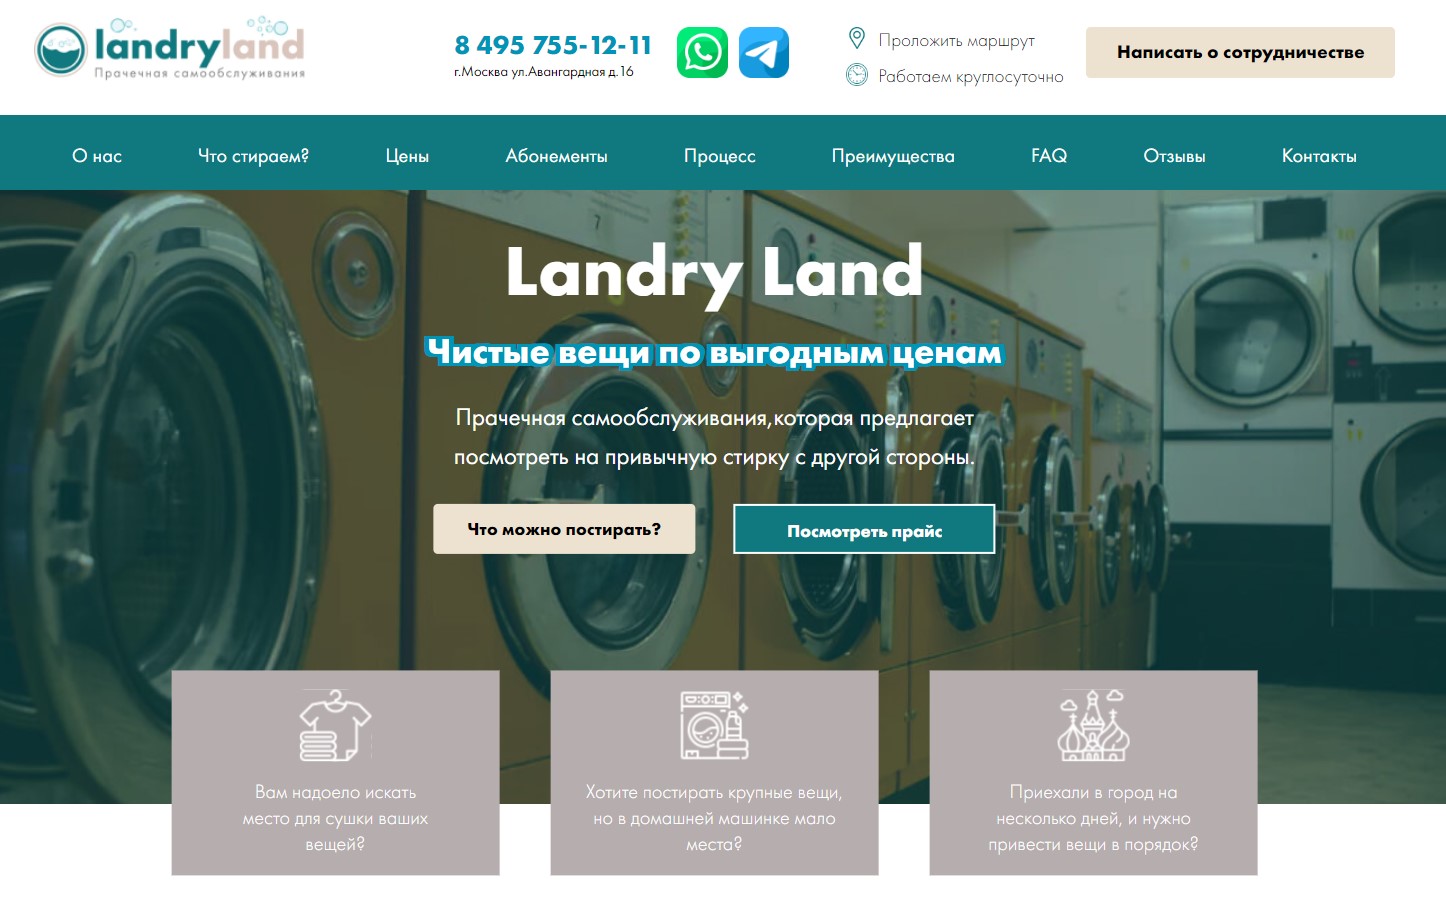 landryland
Прачечная самообслуживания
8 495 755-12-11
г.Москва ул.Авангардная д.16
Проложить маршрут
Работаем круглосуточно
Написать о сотрудничестве
О нас
Что стираем?
Цены
Абонементы
Процесс
Преимущества
FAQ
Отзывы
Контакты
Landry Land
Чистые вещи по выгодным ценам
Прачечная самообслуживания,которая предлагает
посмотреть на привычную стирку с другой стороны.
Что можно постирать?
Посмотреть прайс
Вам надоело искать
место для сушки ваших
вещей?
Хотите постирать крупные вещи,
но в домашней машинке мало
места?
Приехали в город на
несколько дней, и нужно
привести вещи в порядок?